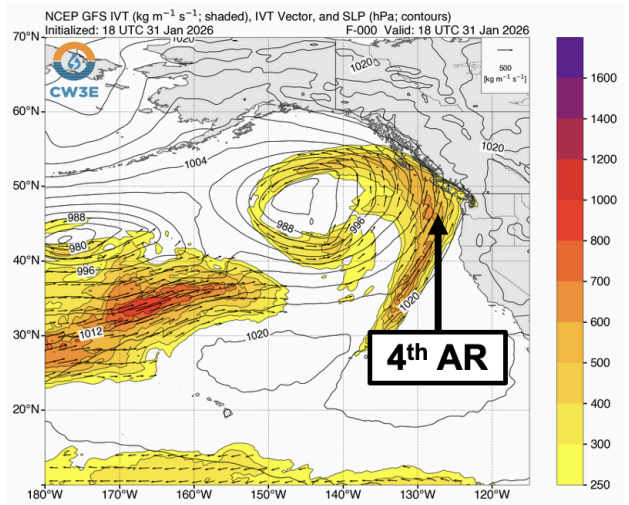 NCEP GFS IVT (kg m⁻¹ s⁻¹; shaded), IVT Vector, and SLP (hPa; contours)
Initialized: 18 UTC 31 Jan 2026 F-000 Valid: 18 UTC 31 Jan 2026
70°N
60°N
50°N
40°N
30°N
20°N
180°W 170°W 160°W 150°W 140°W 130°W 120°W
CW3E
500
[kg m⁻¹ s⁻¹]
1020
1020
1020
1004
988
988
996
980
996
1020
1012
1020
4th AR
1600
1400
1200
1000
800
700
600
500
400
300
250